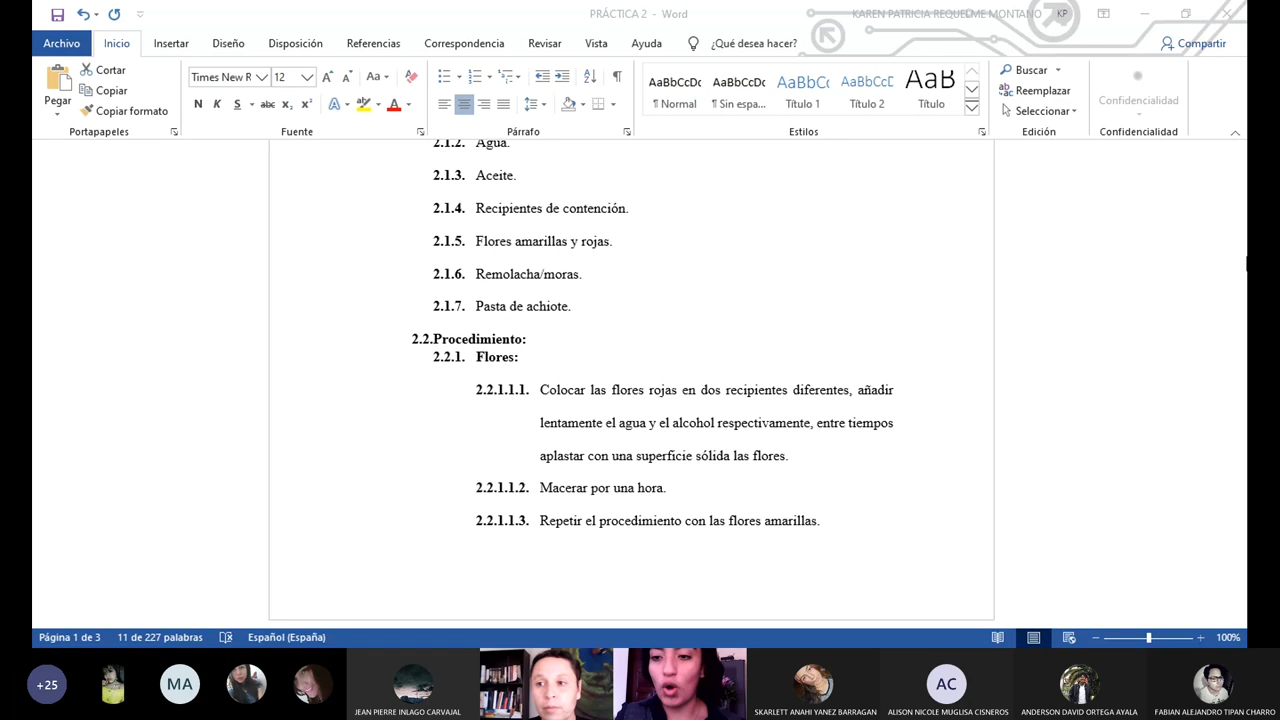 PRÁCTICA 2 - Word
KAREN PATRICIA REQUELME MONTANO
KP
Archivo
Inicio
Insertar
Diseño
Disposición
Referencias
Correspondencia
Revisar
Vista
Ayuda
¿Qué desea hacer?
Compartir
Pegar
Cortar
Copiar
Copiar formato
Portapapeles
Times New R
12
N K S abc x₂ x²
Fuente
Párrafo
AaBbCcDc
¶ Normal
AaBbCcDc
¶ Sin espa...
AaBbCc
Título 1
AaBbCcD
Título 2
AaB
Título
Estilos
Buscar
Reemplazar
Seleccionar
Edición
Confidencialidad
Confidencialidad
2.1.2. Agua.
2.1.3. Aceite.
2.1.4. Recipientes de contención.
2.1.5. Flores amarillas y rojas.
2.1.6. Remolacha/moras.
2.1.7. Pasta de achiote.
2.2.Procedimiento:
2.2.1. Flores:
2.2.1.1.1. Colocar las flores rojas en dos recipientes diferentes, añadir
lentamente el agua y el alcohol respectivamente, entre tiempos
aplastar con una superficie sólida las flores.
2.2.1.1.2. Macerar por una hora.
2.2.1.1.3. Repetir el procedimiento con las flores amarillas.
Página 1 de 3
11 de 227 palabras
Español (España)
100%
+25
MA
JEAN PIERRE INLAGO CARVAJAL
SKARLETT ANAHI YANEZ BARRAGAN
AC
ALISON NICOLE MUGLISA CISNEROS
ANDERSON DAVID ORTEGA AYALA
FABIAN ALEJANDRO TIPAN CHARRO